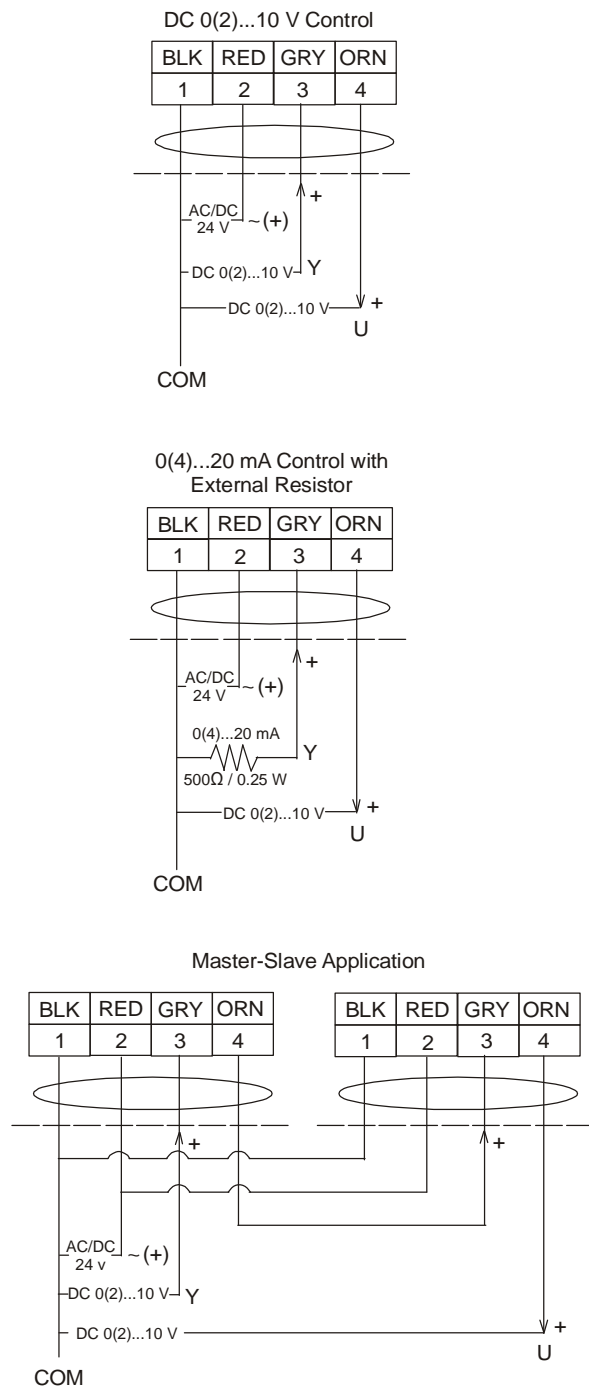 DC 0(2)...10 V Control
BLK RED GRY ORN
1 2 3 4
+
AC/DC
24 V
~ (+)
DC 0(2)...10 V Y
DC 0(2)...10 V +
U
COM
0(4)...20 mA Control with
External Resistor
BLK RED GRY ORN
1 2 3 4
+
AC/DC
24 V
~ (+)
0(4)...20 mA
Y
500Ω / 0.25 W
DC 0(2)...10 V +
U
COM
Master-Slave Application
BLK RED GRY ORN BLK RED GRY ORN
1 2 3 4 1 2 3 4
+ +
AC/DC
24 v
~ (+)
DC 0(2)...10 V Y
DC 0(2)...10 V +
U
COM